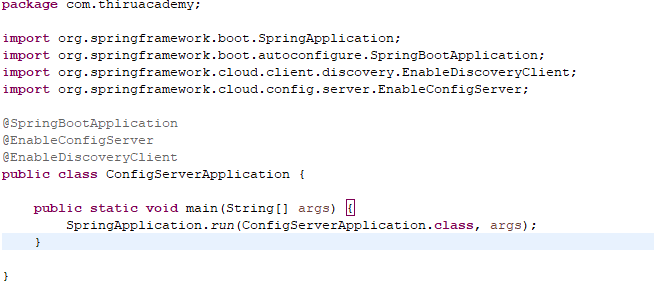 package com.thiruacademy;
import org.springframework.boot.SpringApplication;
import org.springframework.boot.autoconfigure.SpringBootApplication;
import org.springframework.cloud.client.discovery.EnableDiscoveryClient;
import org.springframework.cloud.config.server.EnableConfigServer;
@SpringBootApplication
@EnableConfigServer
@EnableDiscoveryClient
public class ConfigServerApplication {
public static void main(String[] args) {
SpringApplication.run(ConfigServerApplication.class, args);
}
}